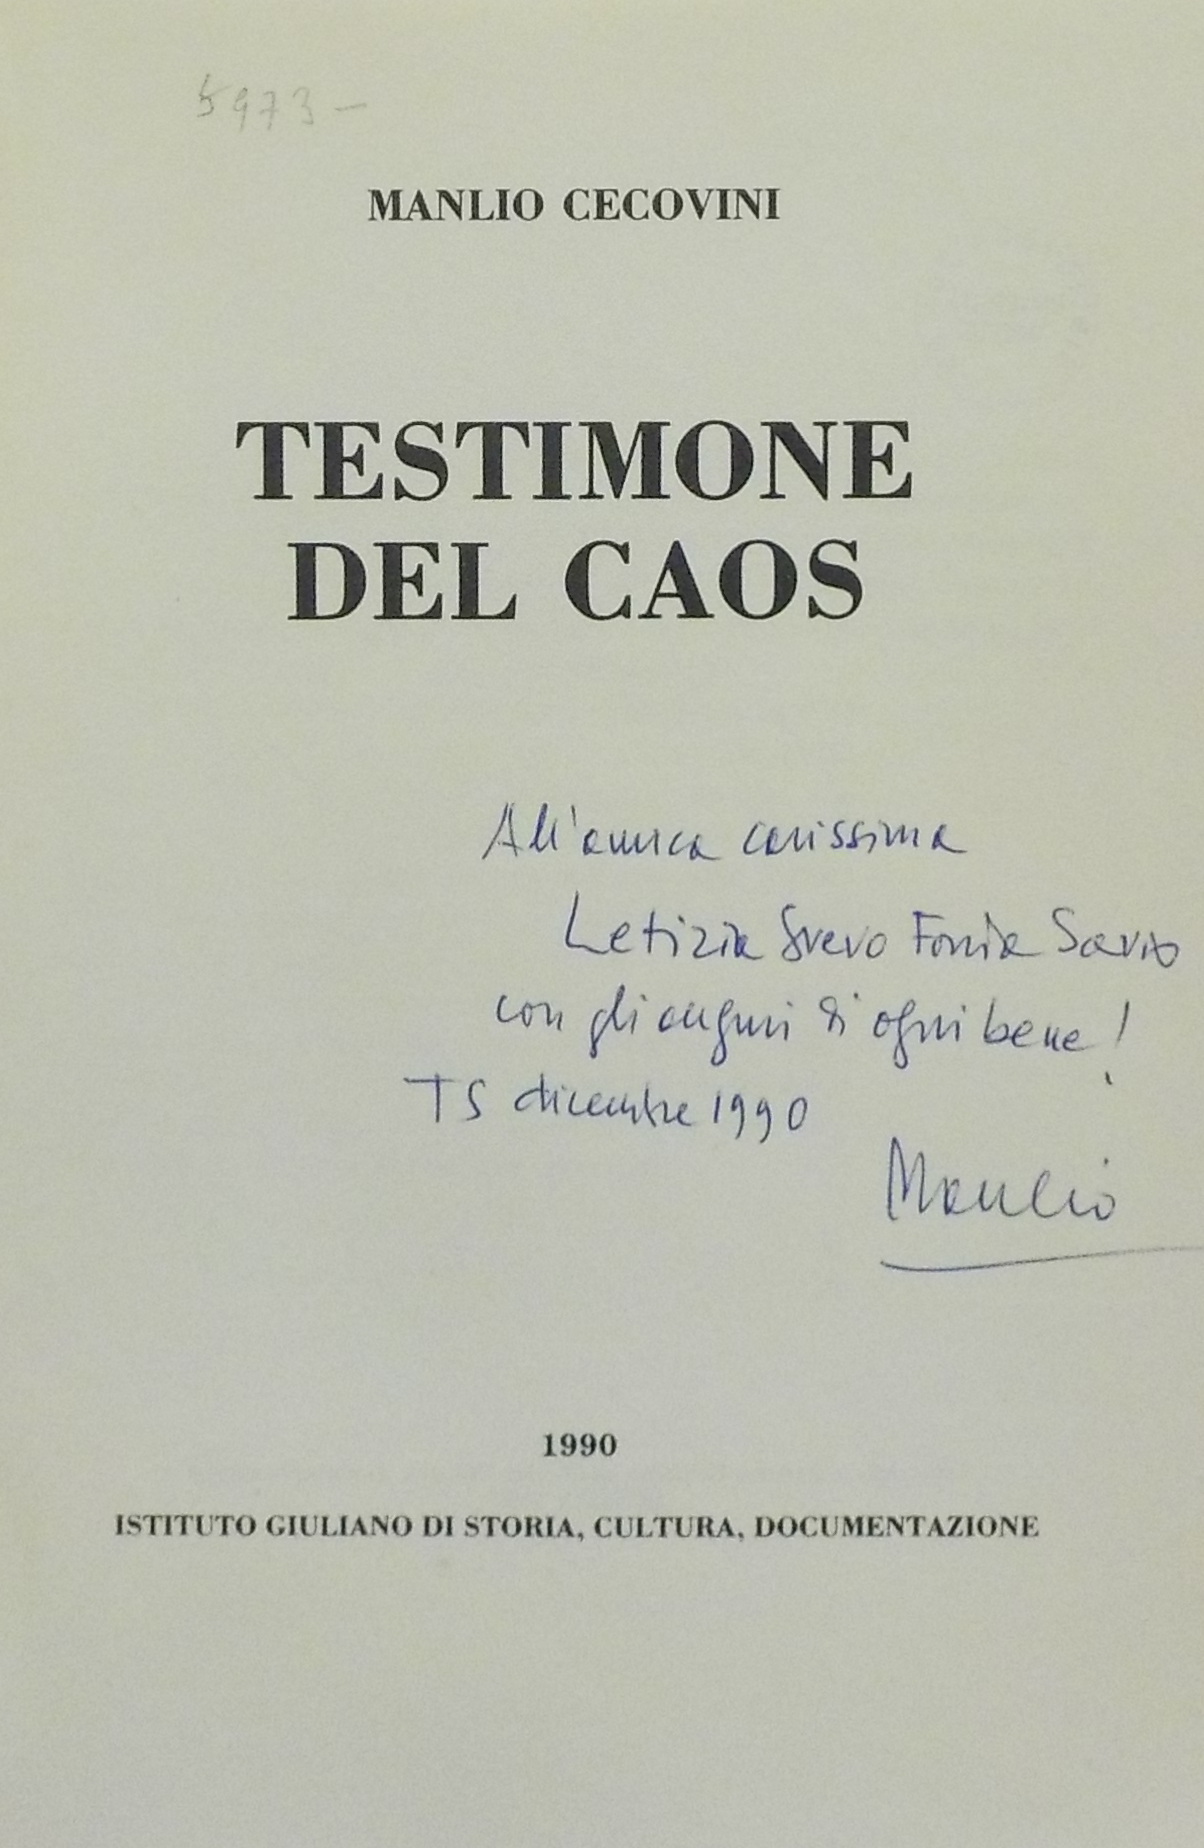 5973-
MANLIO CECOVINI
TESTIMONE
DEL CAOS
All'amica carissima
Letizia Svevo Fonda Savio
con gli auguri di ogni bene!
TS dicembre 1990
Manlio
1990
ISTITUTO GIULIANO DI STORIA, CULTURA, DOCUMENTAZIONE